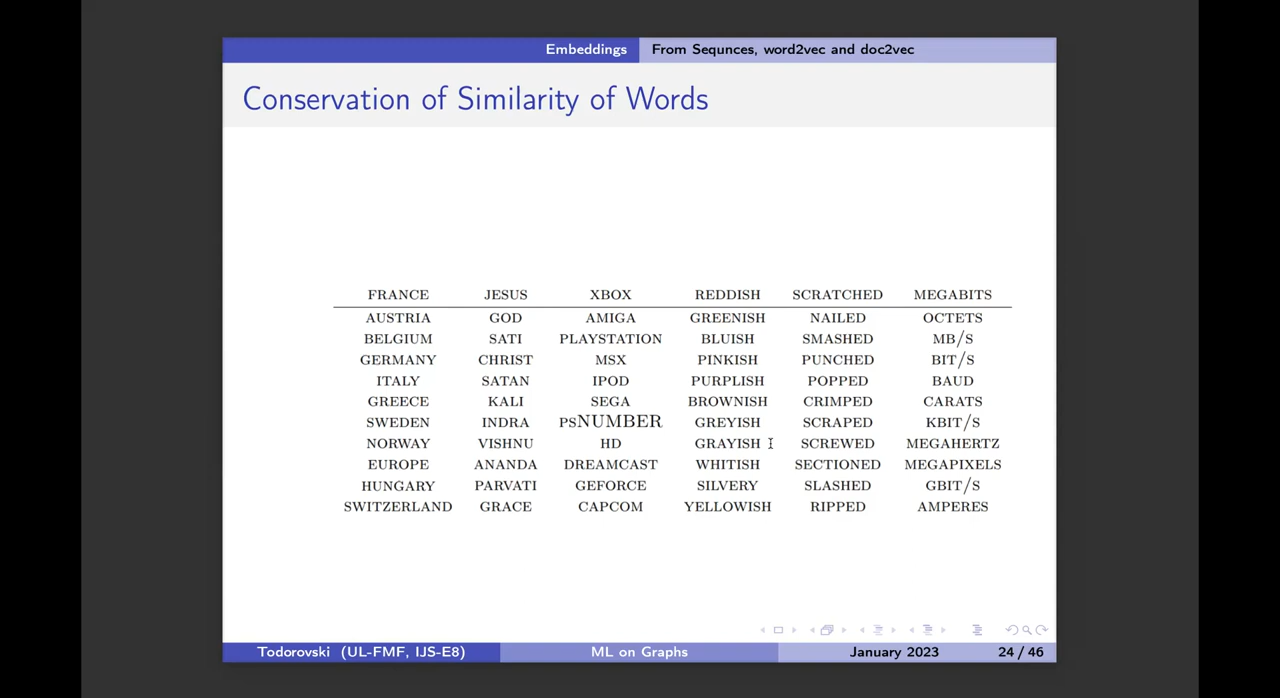 Embeddings From Sequnces, word2vec and doc2vec
Conservation of Similarity of Words
FRANCE JESUS XBOX REDDISH SCRATCHED MEGABITS
AUSTRIA GOD AMIGA GREENISH NAILED OCTETS
BELGIUM SATI PLAYSTATION BLUISH SMASHED MB/S
GERMANY CHRIST MSX PINKISH PUNCHED BIT/S
ITALY SATAN IPOD PURPLISH POPPED BAUD
GREECE KALI SEGA BROWNISH CRIMPED CARATS
SWEDEN INDRA PSNUMBER GREYISH SCRAPED KBIT/S
NORWAY VISHNU HD GRAYISH SCREWED MEGAHERTZ
EUROPE ANANDA DREAMCAST WHITISH SECTIONED MEGAPIXELS
HUNGARY PARVATI GEFORCE SILVERY SLASHED GBIT/S
SWITZERLAND GRACE CAPCOM YELLOWISH RIPPED AMPERES
Todorovski (UL-FMF, IJS-E8) ML on Graphs January 2023 24 / 46